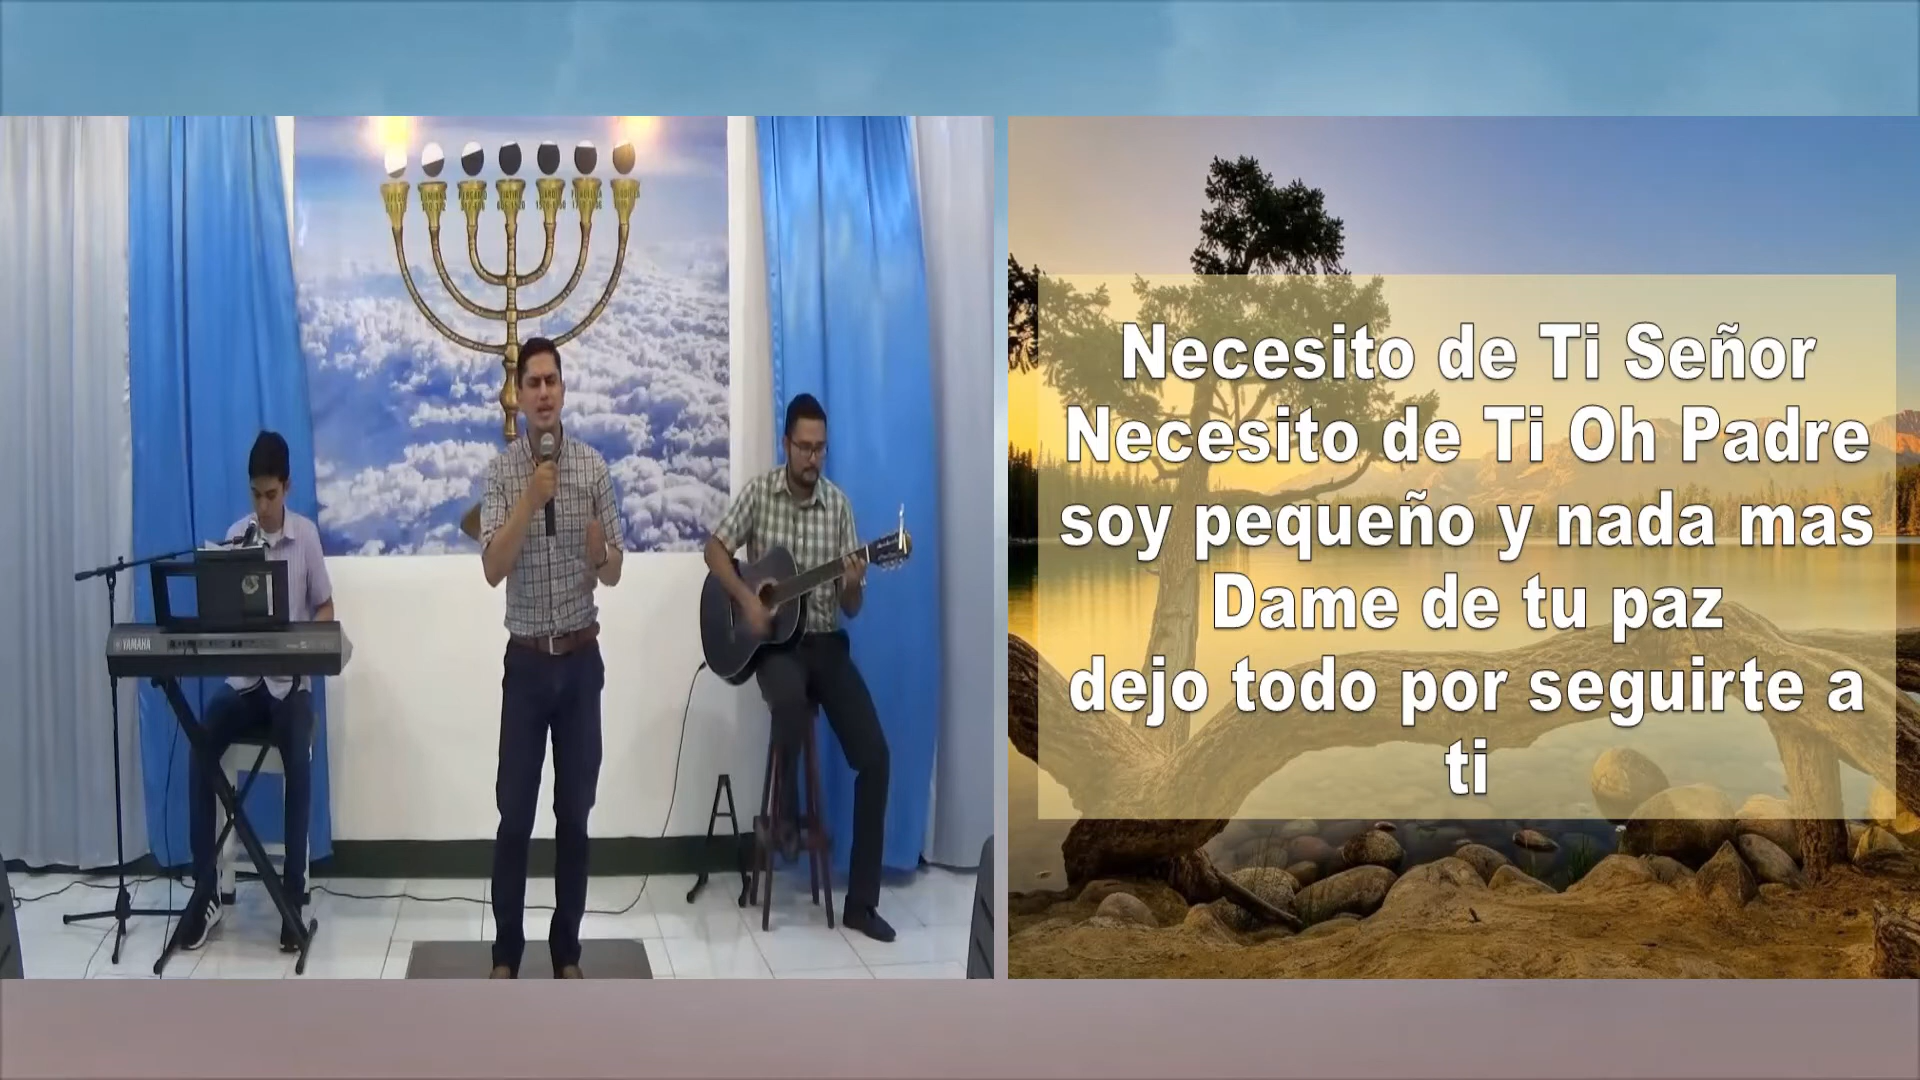 Necesito de Ti Señor
Necesito de Ti Oh Padre
soy pequeño y nada mas
Dame de tu paz
dejo todo por seguirte a
ti
YAMAHA